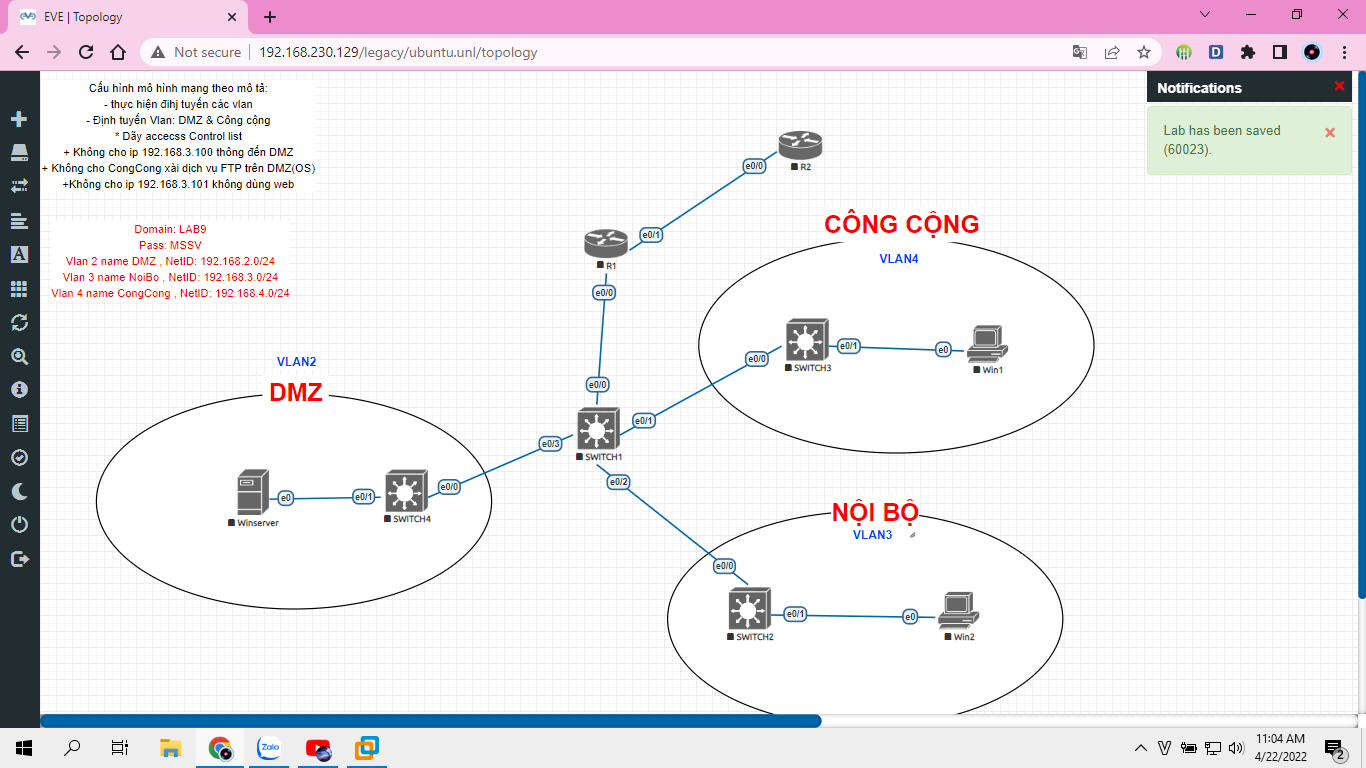 EVE | Topology
Not secure
192.168.230.129/legacy/ubuntu.unl/topology
Cấu hình mô hình mạng theo mô tả:
- thực hiện đihj tuyến các vlan
- Định tuyến Vlan: DMZ & Công cộng
* Dãy accecss Control list
+ Không cho ip 192.168.3.100 thông đến DMZ
+ Không cho CongCong xài dịch vụ FTP trên DMZ(OS)
+Không cho ip 192.168.3.101 không dùng web
Domain: LAB9
Pass: MSSV
Vlan 2 name DMZ , NetID: 192.168.2.0/24
Vlan 3 name NoiBo , NetID: 192.168.3.0/24
Vlan 4 name CongCong , NetID: 192.168.4.0/24
Notifications
Lab has been saved
(60023).
e0/0
R2
e0/1
R1
e0/0
CÔNG CỘNG
VLAN4
e0/0
SWITCH3
e0/1
e0
Win1
VLAN2
DMZ
e0/0
e0/1
SWITCH1
e0/3
e0/2
Winserver
e0
e0/1
SWITCH4
e0/0
NỘI BỘ
VLAN3
e0/0
SWITCH2
e0/1
e0
Win2
Zalo
11:04 AM
4/22/2022
2